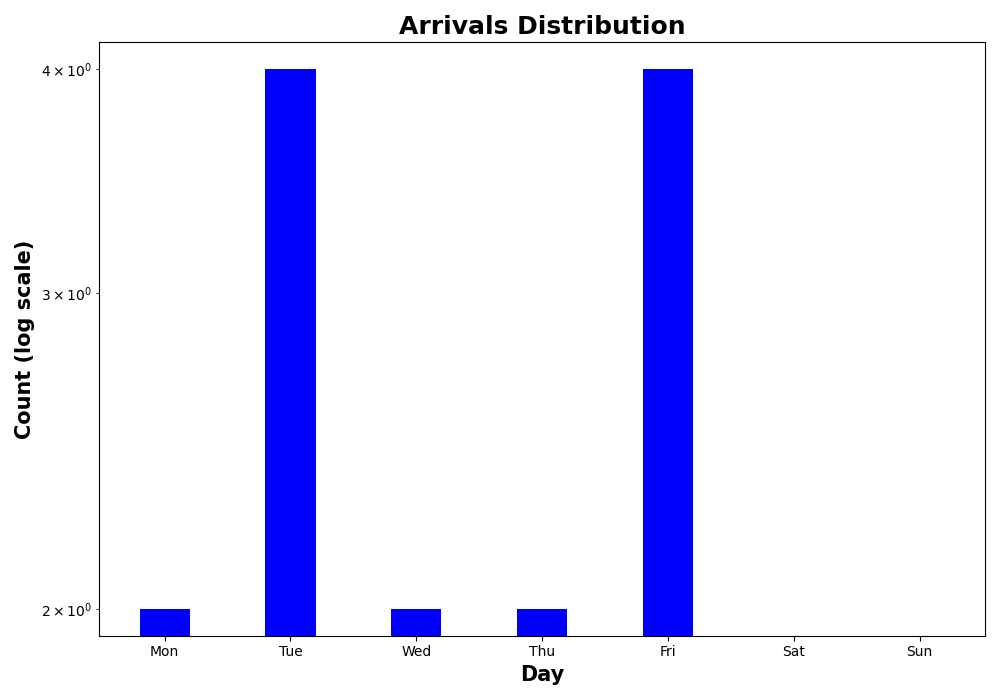 Arrivals Distribution
Count (log scale)
4 × 10⁰
3 × 10⁰
2 × 10⁰
Mon Tue Wed Thu Fri Sat Sun
Day